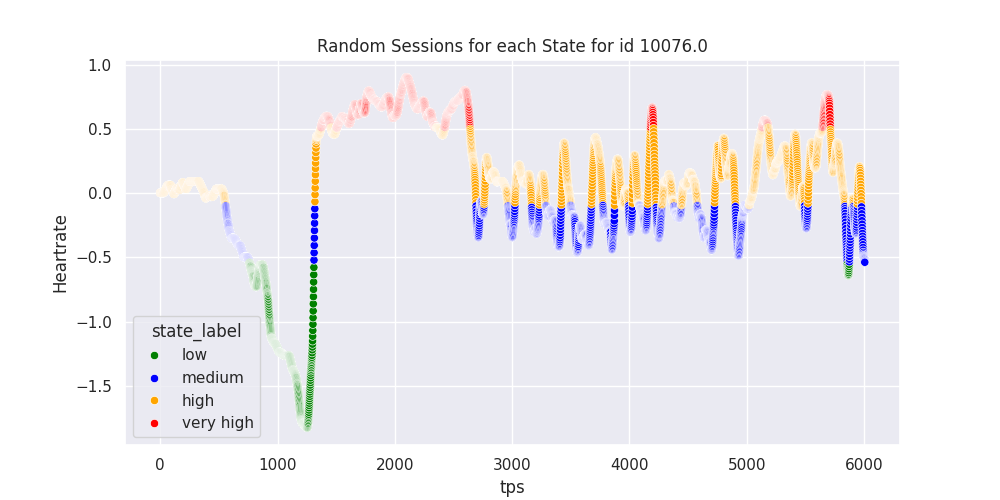 Random Sessions for each State for id 10076.0
1.0
0.5
0.0
−0.5
−1.0
−1.5
Heartrate
state_label
low
medium
high
very high
0 1000 2000 3000 4000 5000 6000
tps